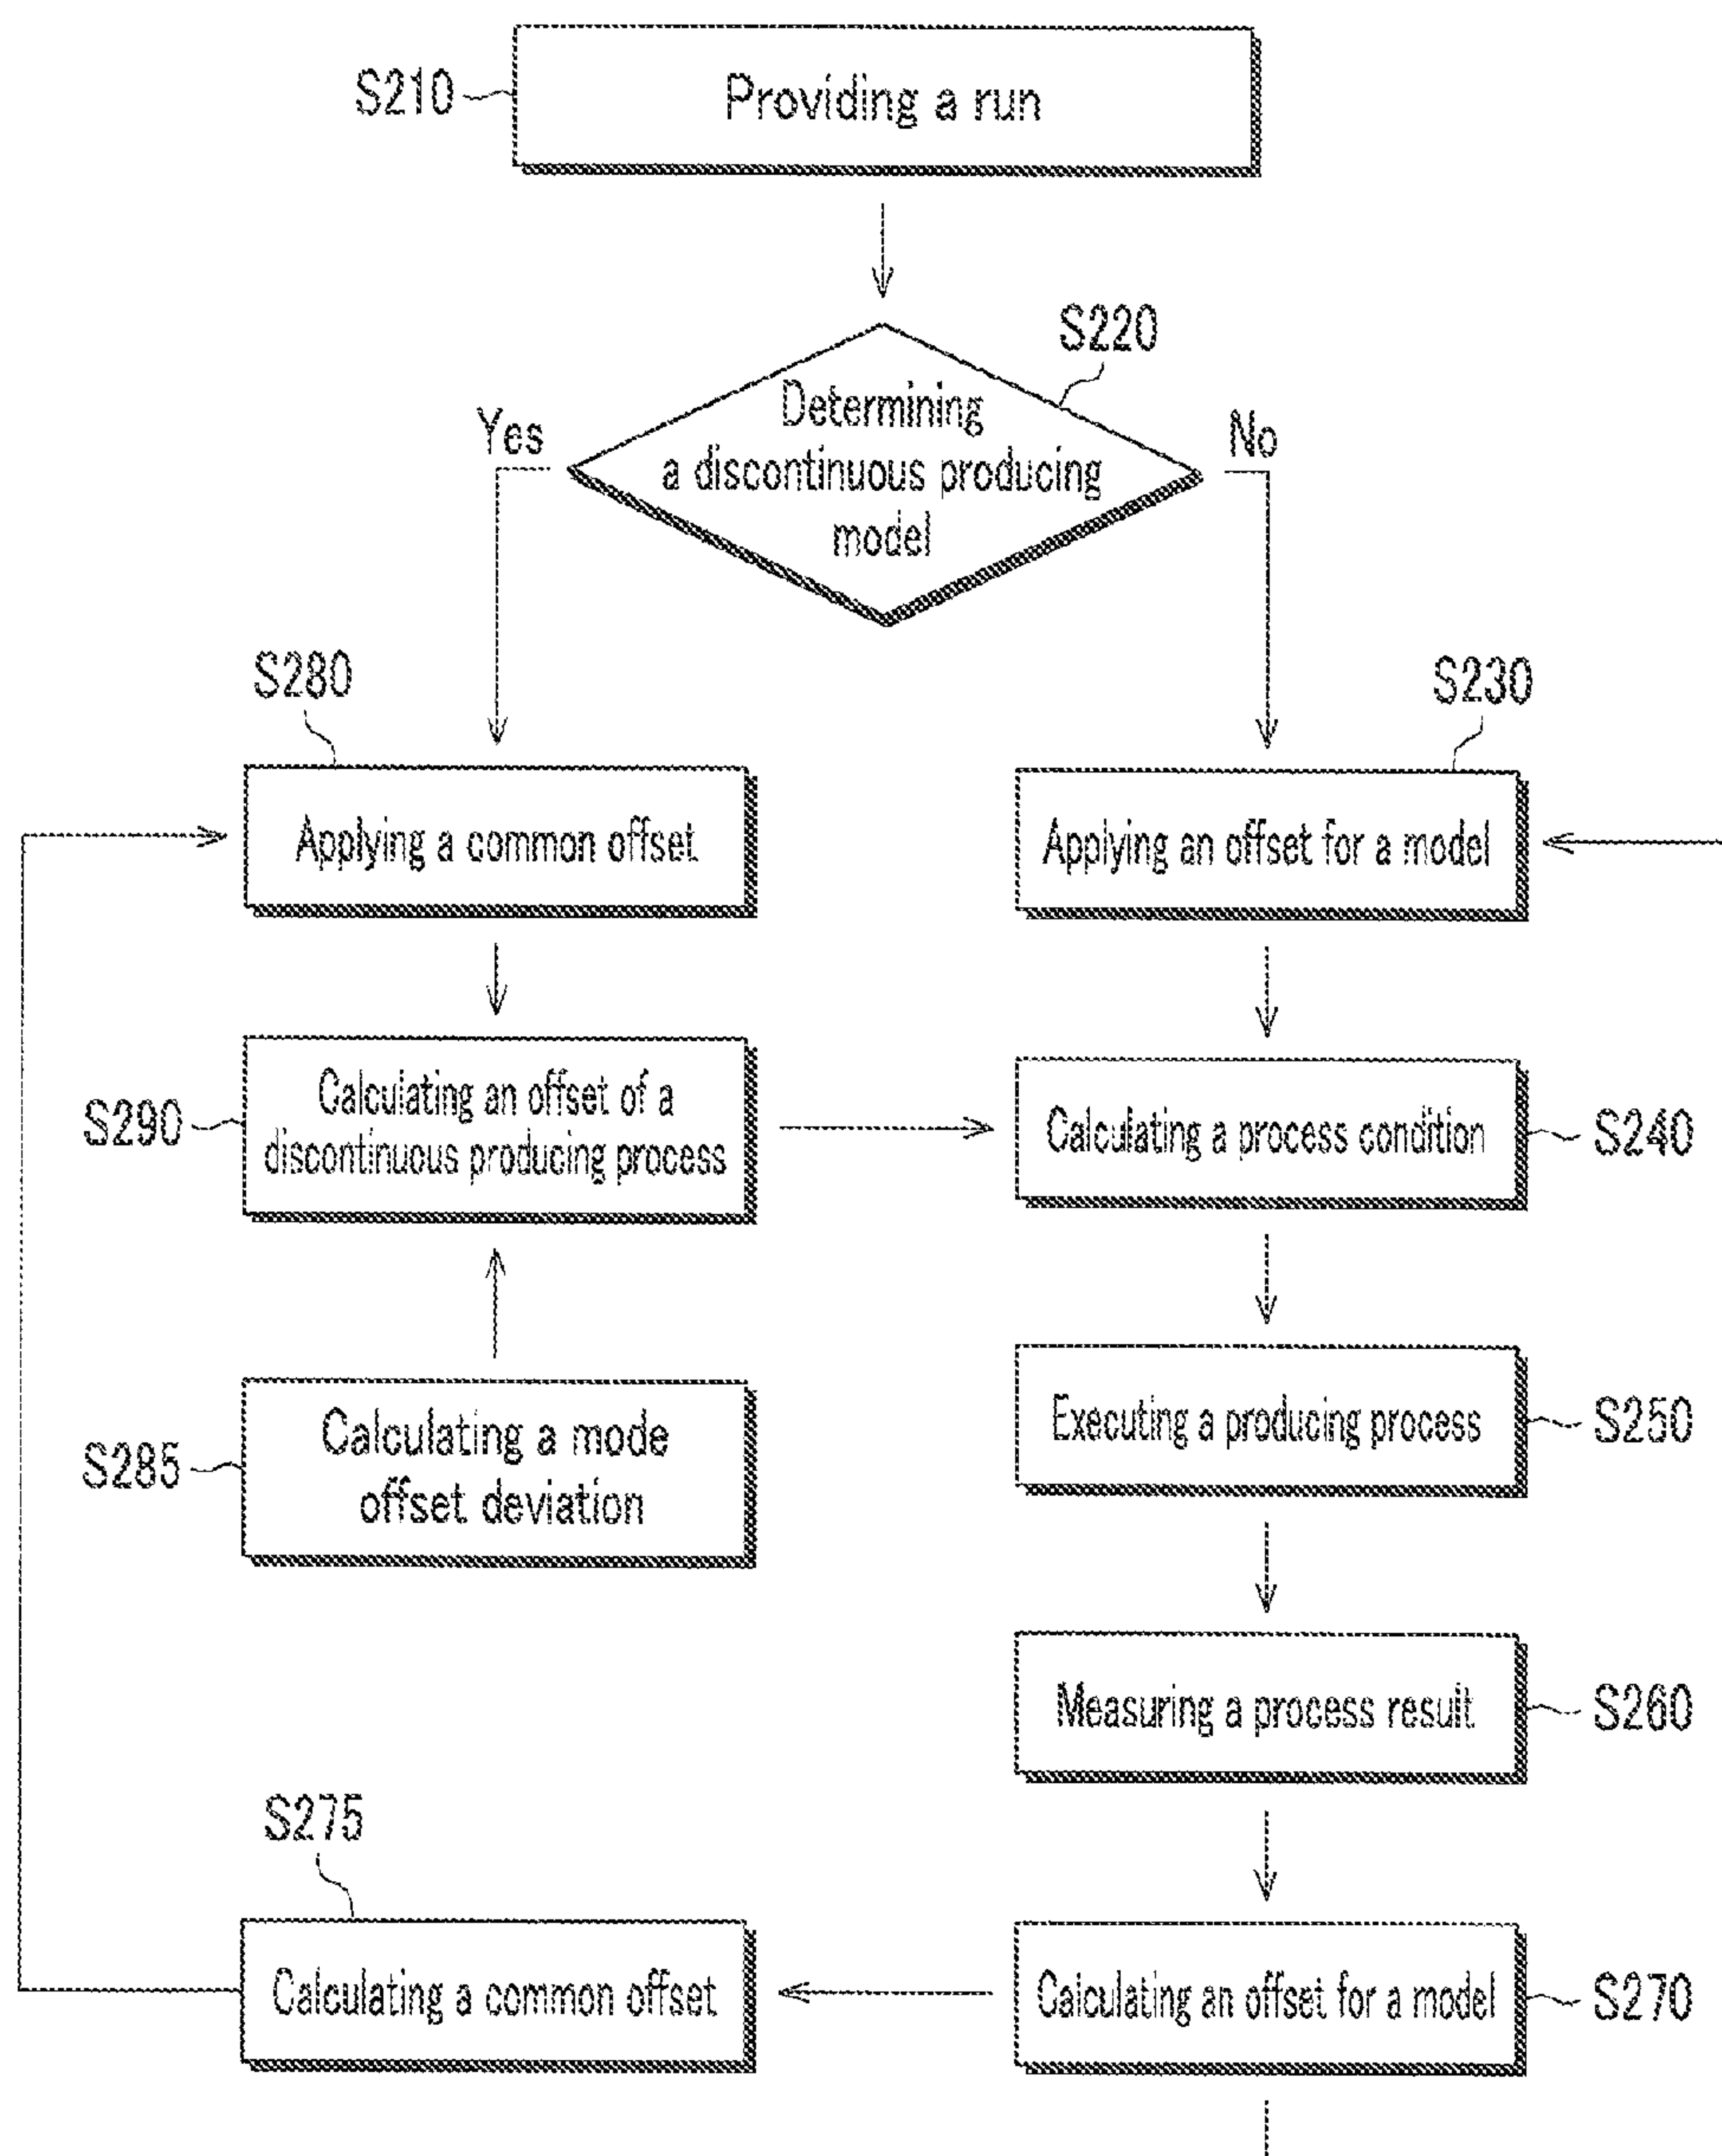 S210
Providing a run
S220
Determining
a discontinuous producing
model
Yes
No
S280
S230
Applying a common offset
Applying an offset for a model
S290
Calculating an offset of a
discontinuous producing process
Calculating a process condition
S240
S285
Calculating a mode
offset deviation
Executing a producing process
S250
Measuring a process result
S260
S275
Calculating a common offset
Calculating an offset for a model
S270